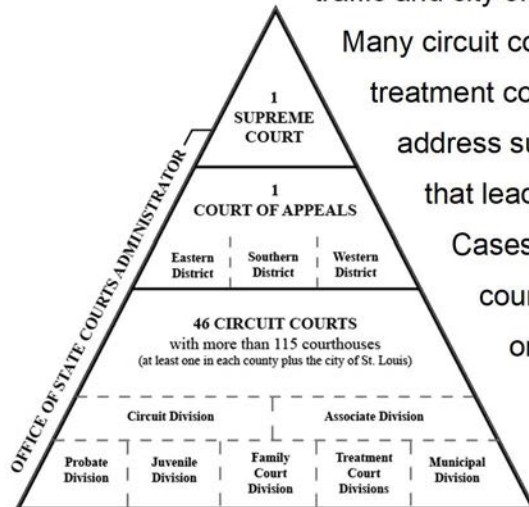 traffic and city or
Many circuit co
treatment co
address su
that lead
Cases
cour
or
OFFICE OF STATE COURTS ADMINISTRATOR
1
SUPREME
COURT
1
COURT OF APPEALS
Eastern District
Southern District
Western District
46 CIRCUIT COURTS
with more than 115 courthouses
(at least one in each county plus the city of St. Louis)
Circuit Division
Associate Division
Probate Division
Juvenile Division
Family Court Division
Treatment Court Divisions
Municipal Division